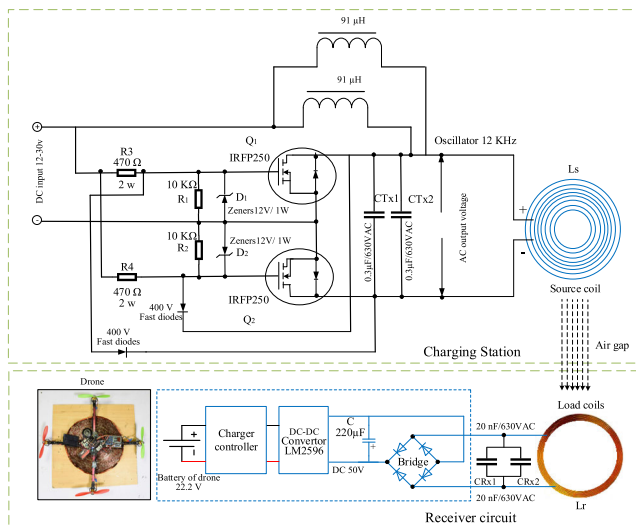 91 µH
91 µH
DC input 12-30v
R3
470 Ω
2 w
Q1
IRFP250
Oscillator 12 KHz
10 KΩ
R1
D1
Zeners12V/ 1W
CTx1
CTx2
0.3µF/630VAC
0.3µF/630VAC
AC output voltage
Ls
+
-
Source coil
10 KΩ
R2
Zeners12V/ 1W
D2
R4
470 Ω
2 w
IRFP250
Q2
400 V
Fast diodes
400 V
Fast diodes
Charging Station
Air gap
Drone
Load coils
Battery of drone
22.2 V
Charger
controller
DC-DC
Convertor
LM2596
C
220µF
+
DC 50V
Bridge
20 nF/630VAC
CRx1
CRx2
20 nF/630VAC
Lr
Receiver circuit